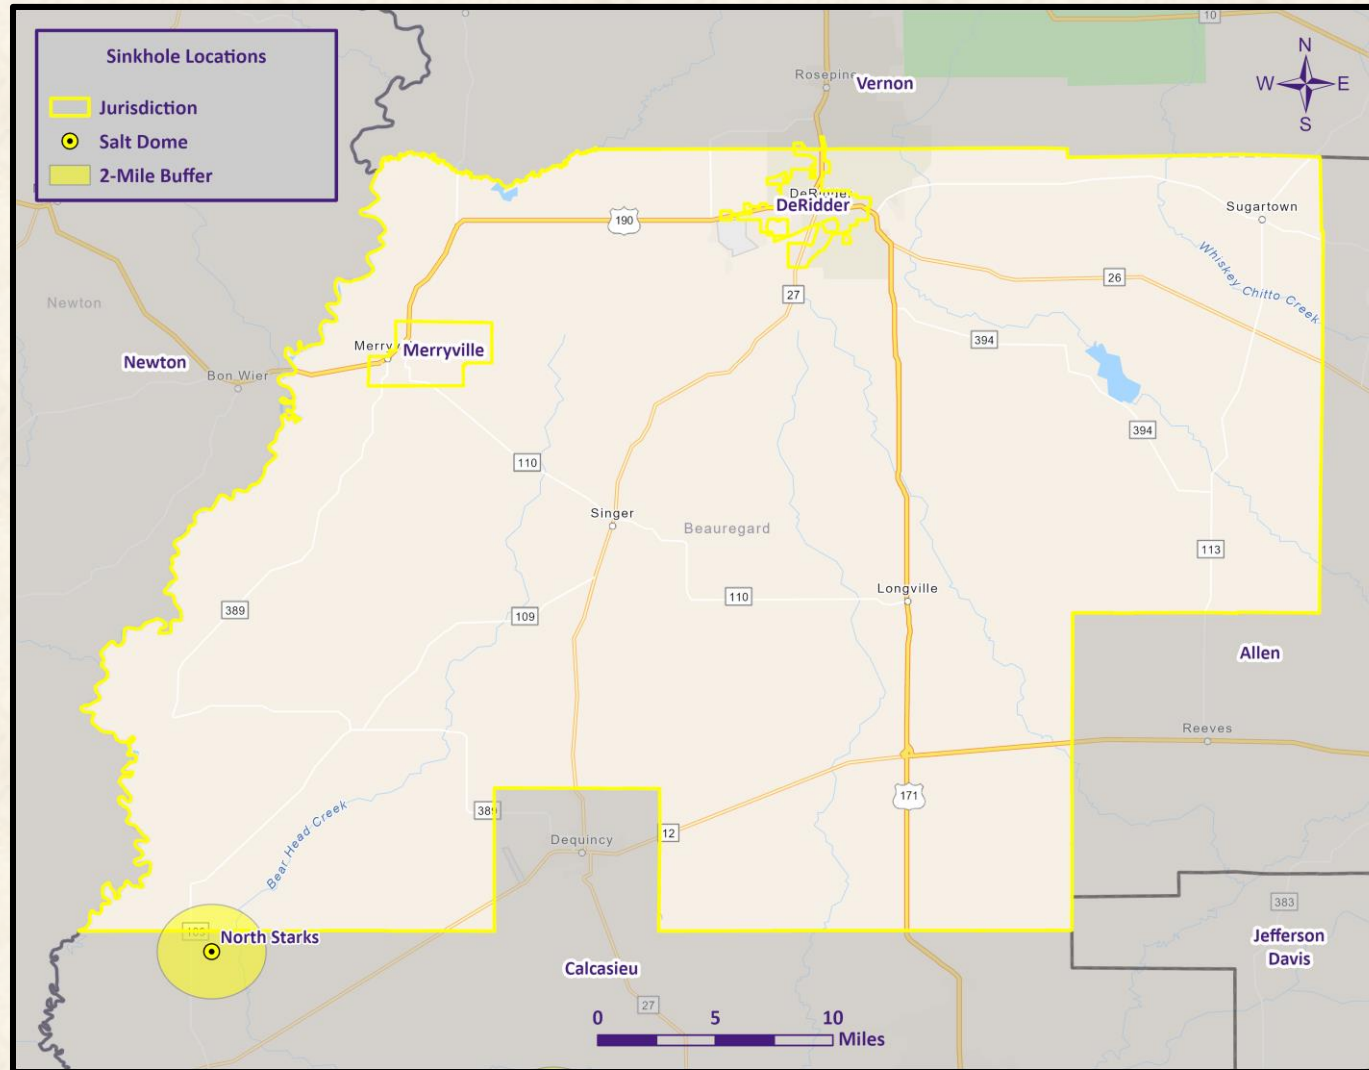 Sinkhole Locations
Jurisdiction
Salt Dome
2-Mile Buffer
10
N
W E
S
Rosepine
Vernon
DeRidder
DeRidder
190
Sugartown
Whiskey Chitto Creek
26
27
394
Newton
Newton
Bon Wier
Merryville
394
110
Singer
Beauregard
113
389
109
110
Longville
Allen
Reeves
171
389
12
Dequincy
Bear Head Creek
383
North Starks
Jefferson
Davis
Calcasieu
27
0 5 10
Miles